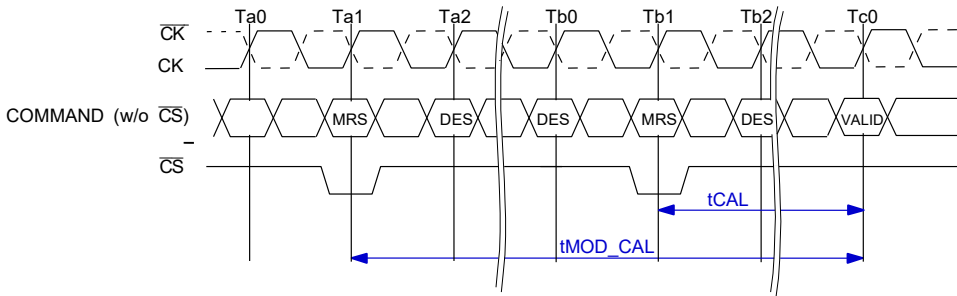 Ta0 Ta1 Ta2 Tb0 Tb1 Tb2 Tc0
CK
CK
COMMAND (w/o CS)
MRS DES DES MRS DES VALID
CS
tCAL
tMOD_CAL